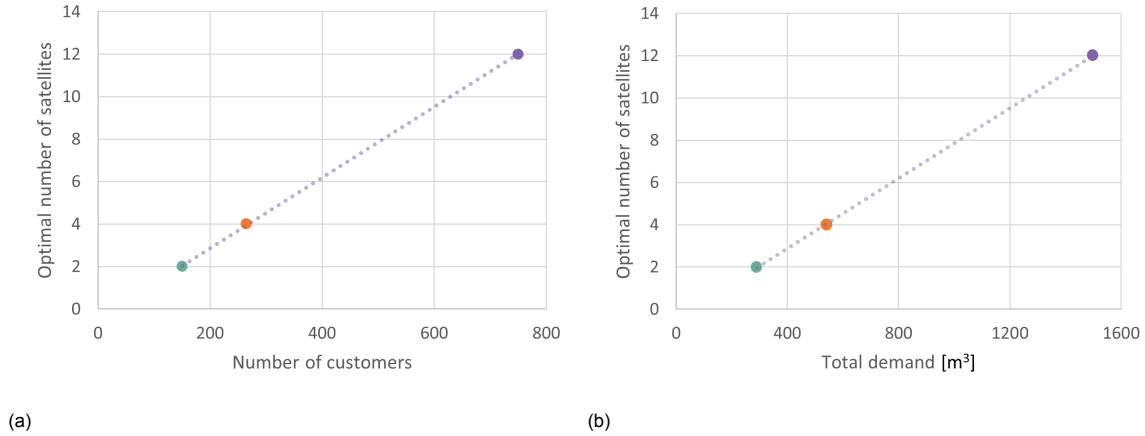 14
12
10
8
6
4
2
0
0 200 400 600 800
Optimal number of satellites
Number of customers
(a)
14
12
10
8
6
4
2
0
0 400 800 1200 1600
Optimal number of satellites
Total demand [m³]
(b)